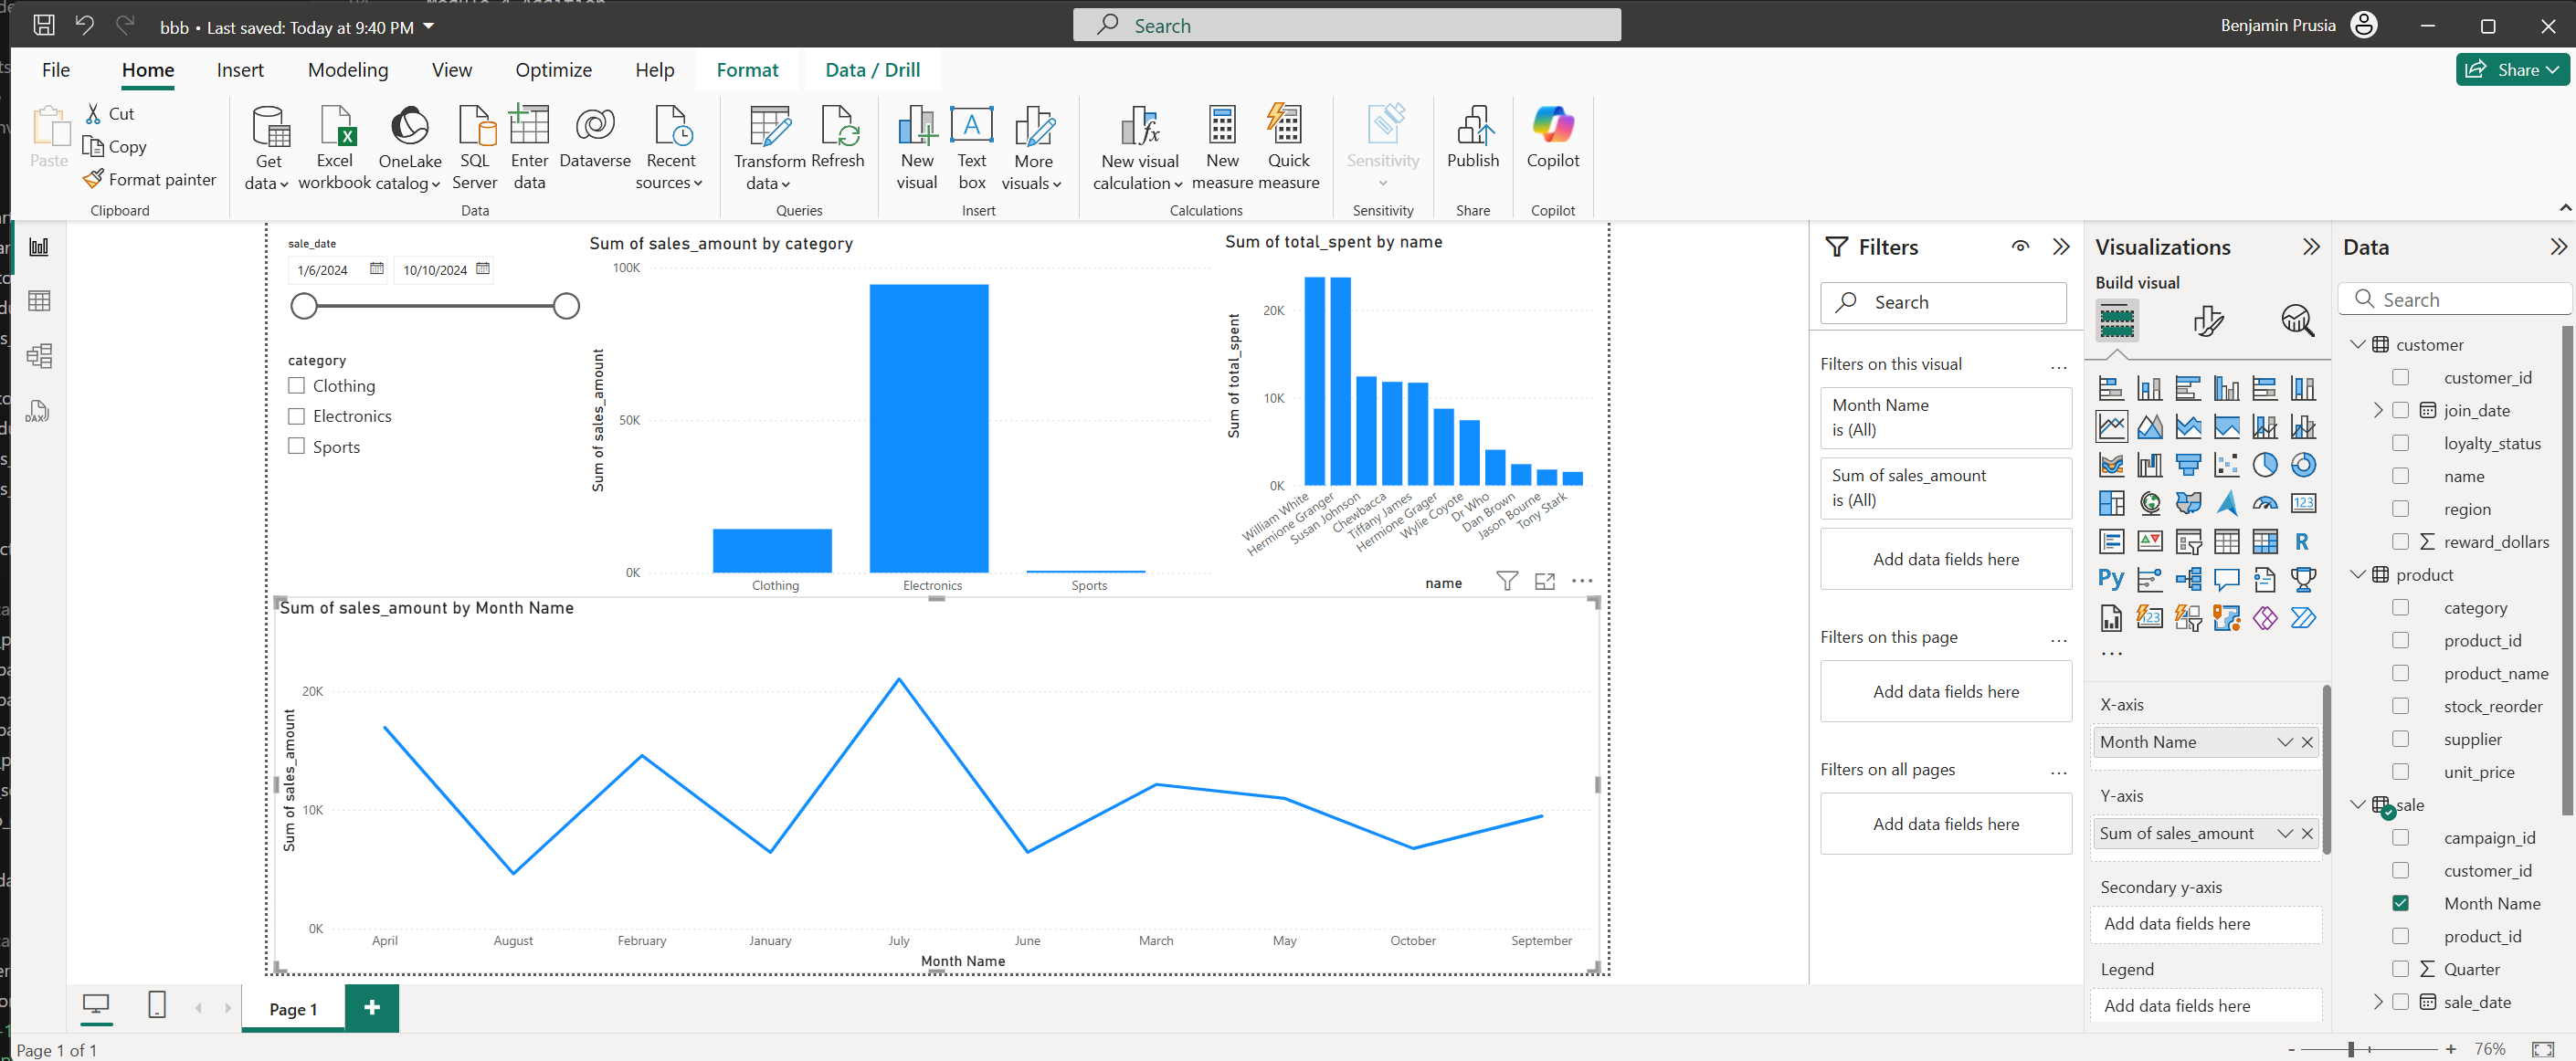 bbb • Last saved: Today at 9:40 PM
Search
Benjamin Prusia
File
Home
Insert
Modeling
View
Optimize
Help
Format
Data / Drill
Share
Paste
Cut
Copy
Format painter
Clipboard
Get data
Excel workbook
OneLake catalog
SQL Server
Enter data
Dataverse
Recent sources
Data
Transform data
Refresh
Queries
New visual
Text box
More visuals
Insert
New visual calculation
New measure
Quick measure
Calculations
Sensitivity
Sensitivity
Publish
Share
Copilot
Copilot
sale_date
1/6/2024
10/10/2024
category
Clothing
Electronics
Sports
Sum of sales_amount by category
Sum of sales_amount
100K
50K
0K
Clothing
Electronics
Sports
Sum of total_spent by name
Sum of total_spent
20K
10K
0K
William White
Hermine Granger
Susan Johnson
Chewbacca
Tiffany James
Hermione Grager
Wylie Coyote
Dr Who
Dan Brown
Jason Bourne
Tony Stark
name
Sum of sales_amount by Month Name
Sum of sales_amount
20K
10K
0K
April
August
February
January
July
June
March
May
October
September
Month Name
Filters
Search
Filters on this visual
Month Name
is (All)
Sum of sales_amount
is (All)
Add data fields here
Filters on this page
Add data fields here
Filters on all pages
Add data fields here
Visualizations
Build visual
X-axis
Month Name
Y-axis
Sum of sales_amount
Secondary y-axis
Add data fields here
Legend
Add data fields here
Data
Search
customer
customer_id
join_date
loyalty_status
name
region
reward_dollars
product
category
product_id
product_name
stock_reorder
supplier
unit_price
sale
campaign_id
customer_id
Month Name
product_id
Quarter
sale_date
Page 1
Page 1 of 1
76%